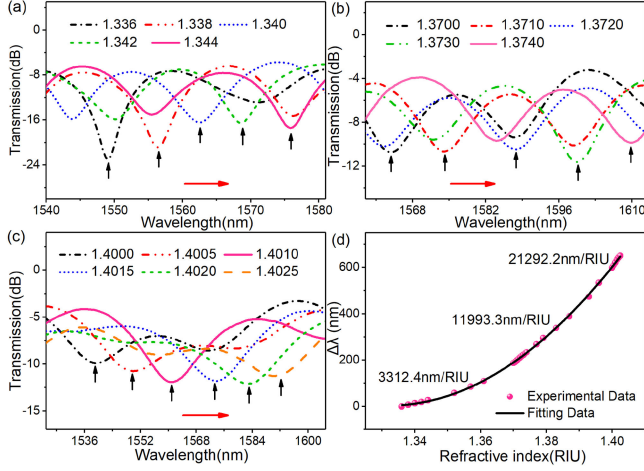 (a)
1.336 1.338 1.340
1.342 1.344
0
-8
-16
-24
Transmission(dB)
1540 1550 1560 1570 1580
Wavelength(nm)
(b)
1.3700 1.3710 1.3720
1.3730 1.3740
0
-4
-8
-12
Transmission(dB)
1568 1582 1596 1610
Wavelength(nm)
(c)
1.4000 1.4005 1.4010
1.4015 1.4020 1.4025
0
-5
-10
-15
Transmission(dB)
1536 1552 1568 1584 1600
Wavelength(nm)
(d)
600
400
200
0
Δλ (nm)
21292.2nm/RIU
11993.3nm/RIU
3312.4nm/RIU
Experimental Data
Fitting Data
1.34 1.36 1.38 1.40
Refractive index(RIU)